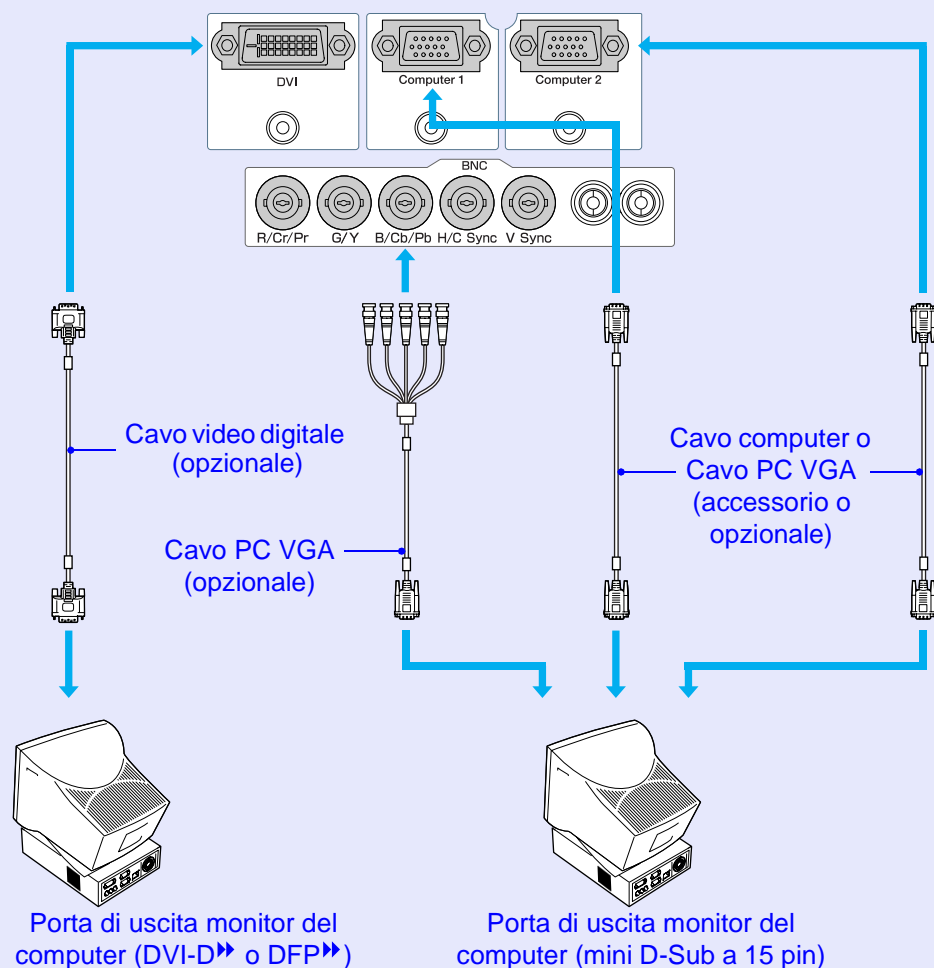 DVI
Computer 1
Computer 2
BNC
R/Cr/Pr G/Y B/Cb/Pb H/C Sync V Sync
Cavo video digitale
(opzionale)
Cavo PC VGA
(opzionale)
Cavo computer o
Cavo PC VGA
(accessorio o
opzionale)
Porta di uscita monitor del
computer (DVI-D o DFP)
Porta di uscita monitor del
computer (mini D-Sub a 15 pin)